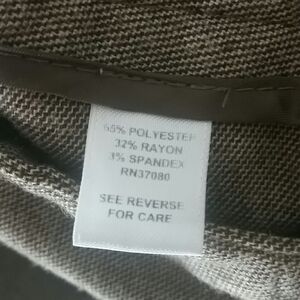 65% POLYESTER
32% RAYON
3% SPANDEX
RN37080
SEE REVERSE
FOR CARE